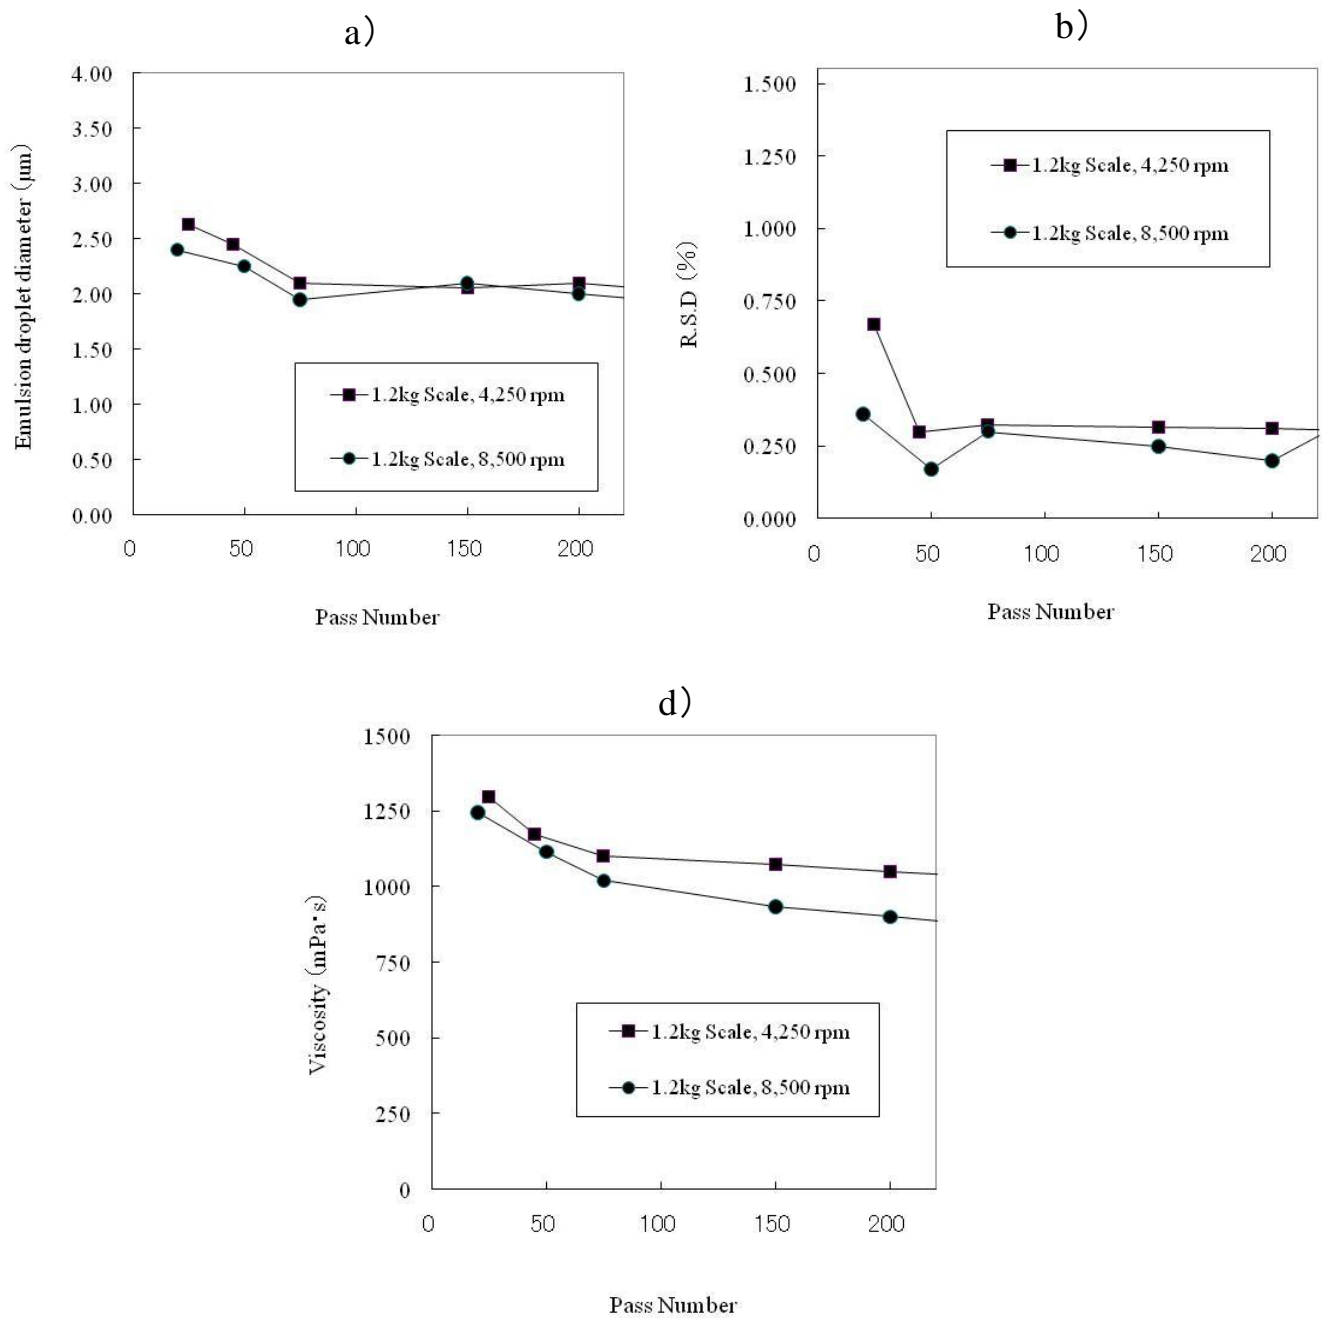 a）
4.00
3.50
3.00
2.50
2.00
1.50
1.00
0.50
0.00
0 50 100 150 200
Emulsion droplet diameter（μm）
Pass Number
1.2kg Scale, 4,250 rpm
1.2kg Scale, 8,500 rpm
b）
1.500
1.250
1.000
0.750
0.500
0.250
0.000
0 50 100 150 200
R.S.D（%）
Pass Number
1.2kg Scale, 4,250 rpm
1.2kg Scale, 8,500 rpm
d）
1500
1250
1000
750
500
250
0
0 50 100 150 200
Viscosity（mPa・s）
Pass Number
1.2kg Scale, 4,250 rpm
1.2kg Scale, 8,500 rpm